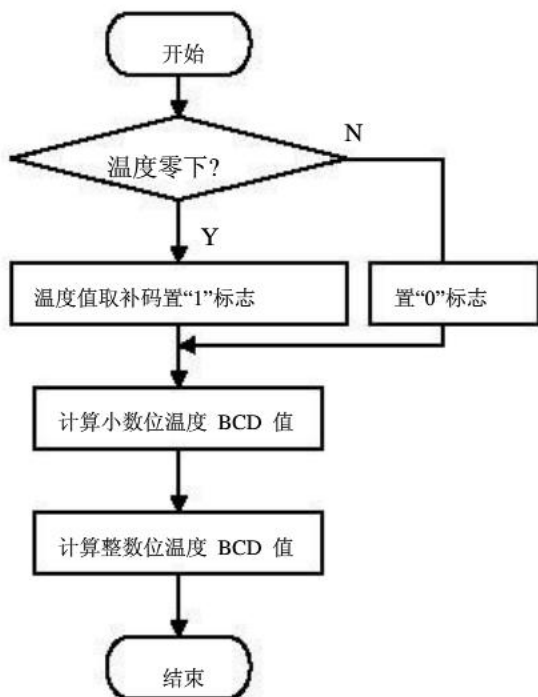 开始
温度零下?
N
Y
温度值取补码置“1”标志
置“0”标志
计算小数位温度 BCD 值
计算整数位温度 BCD 值
结束